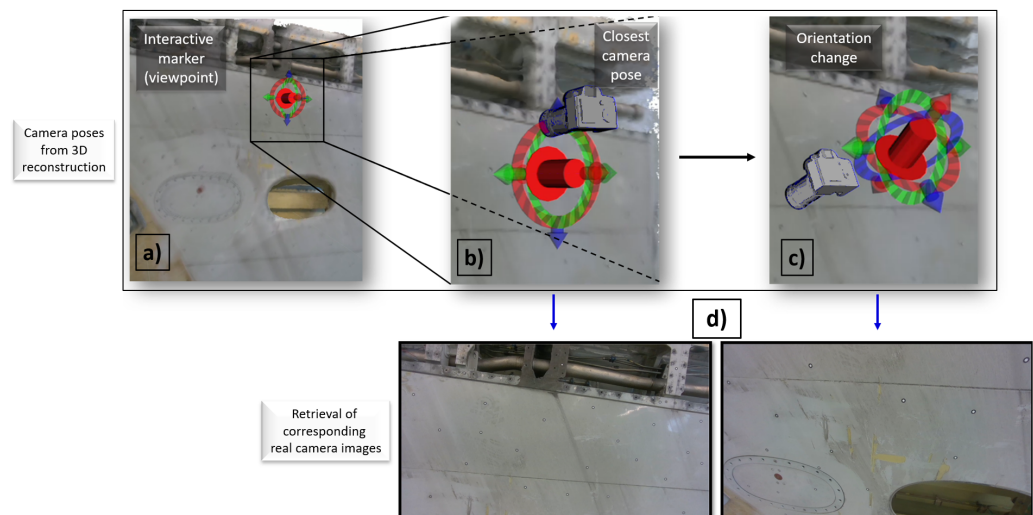 Interactive
marker
(viewpoint)
Closest
camera
pose
Orientation
change
Camera poses
from 3D
reconstruction
a)
b)
c)
d)
Retrieval of
corresponding
real camera images